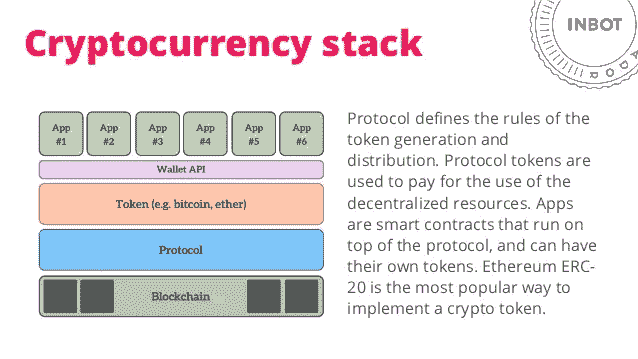 Cryptocurrency stack
INBOT
ADOR
App #1
App #2
App #3
App #4
App #5
App #6
Wallet API
Token (e.g. bitcoin, ether)
Protocol
Blockchain
Protocol defines the rules of the
token generation and
distribution. Protocol tokens are
used to pay for the use of the
decentralized resources. Apps
are smart contracts that run on
top of the protocol, and can have
their own tokens. Ethereum ERC-
20 is the most popular way to
implement a crypto token.